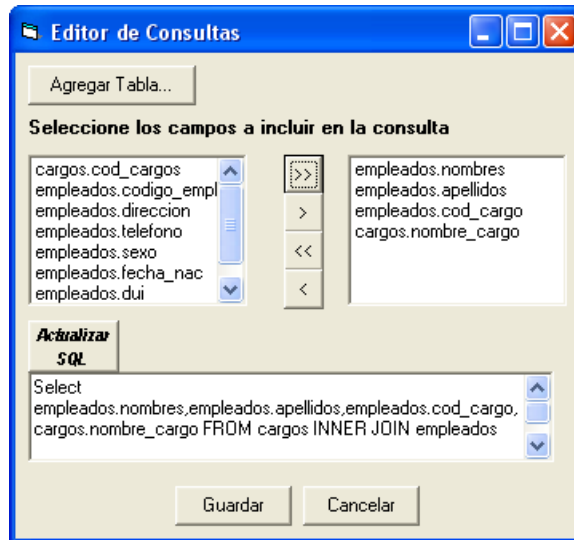 Editor de Consultas
Agregar Tabla...
Seleccione los campos a incluir en la consulta
cargos.cod_cargos
empleados.codigo_empl
empleados.direccion
empleados.telefono
empleados.sexo
empleados.fecha_nac
empleados.dui
>>
>
<<
<
empleados.nombres
empleados.apellidos
empleados.cod_cargo
cargos.nombre_cargo
Actualizar
SQL
Select
empleados.nombres,empleados.apellidos,empleados.cod_cargo,
cargos.nombre_cargo FROM cargos INNER JOIN empleados
Guardar
Cancelar